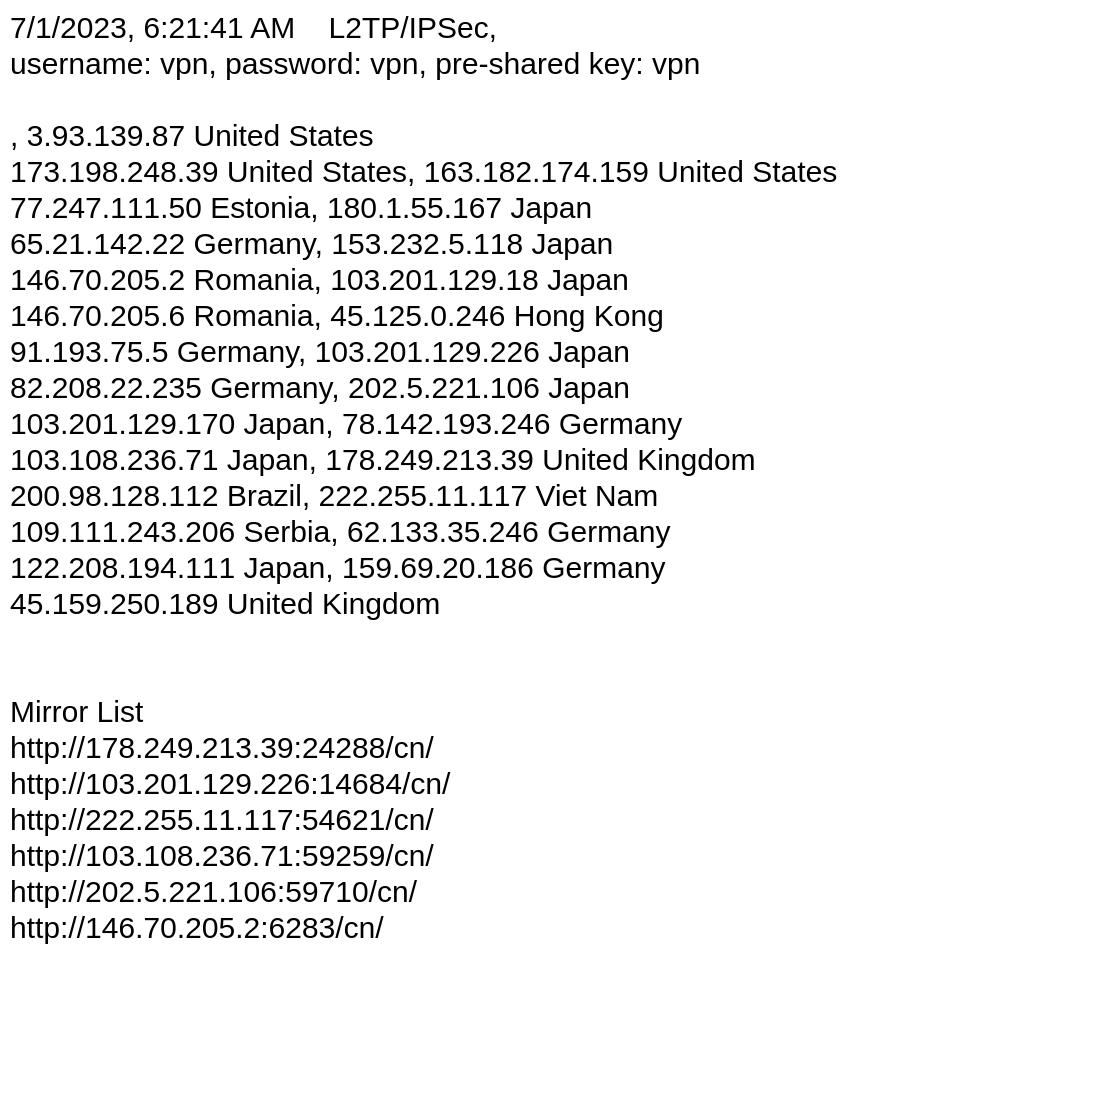 7/1/2023, 6:21:41 AM    L2TP/IPSec,
username: vpn, password: vpn, pre-shared key: vpn
, 3.93.139.87 United States
173.198.248.39 United States, 163.182.174.159 United States
77.247.111.50 Estonia, 180.1.55.167 Japan
65.21.142.22 Germany, 153.232.5.118 Japan
146.70.205.2 Romania, 103.201.129.18 Japan
146.70.205.6 Romania, 45.125.0.246 Hong Kong
91.193.75.5 Germany, 103.201.129.226 Japan
82.208.22.235 Germany, 202.5.221.106 Japan
103.201.129.170 Japan, 78.142.193.246 Germany
103.108.236.71 Japan, 178.249.213.39 United Kingdom
200.98.128.112 Brazil, 222.255.11.117 Viet Nam
109.111.243.206 Serbia, 62.133.35.246 Germany
122.208.194.111 Japan, 159.69.20.186 Germany
45.159.250.189 United Kingdom
Mirror List
http://178.249.213.39:24288/cn/
http://103.201.129.226:14684/cn/
http://222.255.11.117:54621/cn/
http://103.108.236.71:59259/cn/
http://202.5.221.106:59710/cn/
http://146.70.205.2:6283/cn/